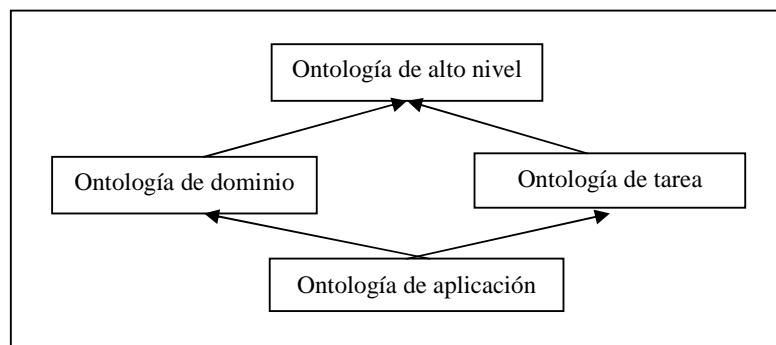 Ontología de alto nivel
Ontología de dominio
Ontología de tarea
Ontología de aplicación